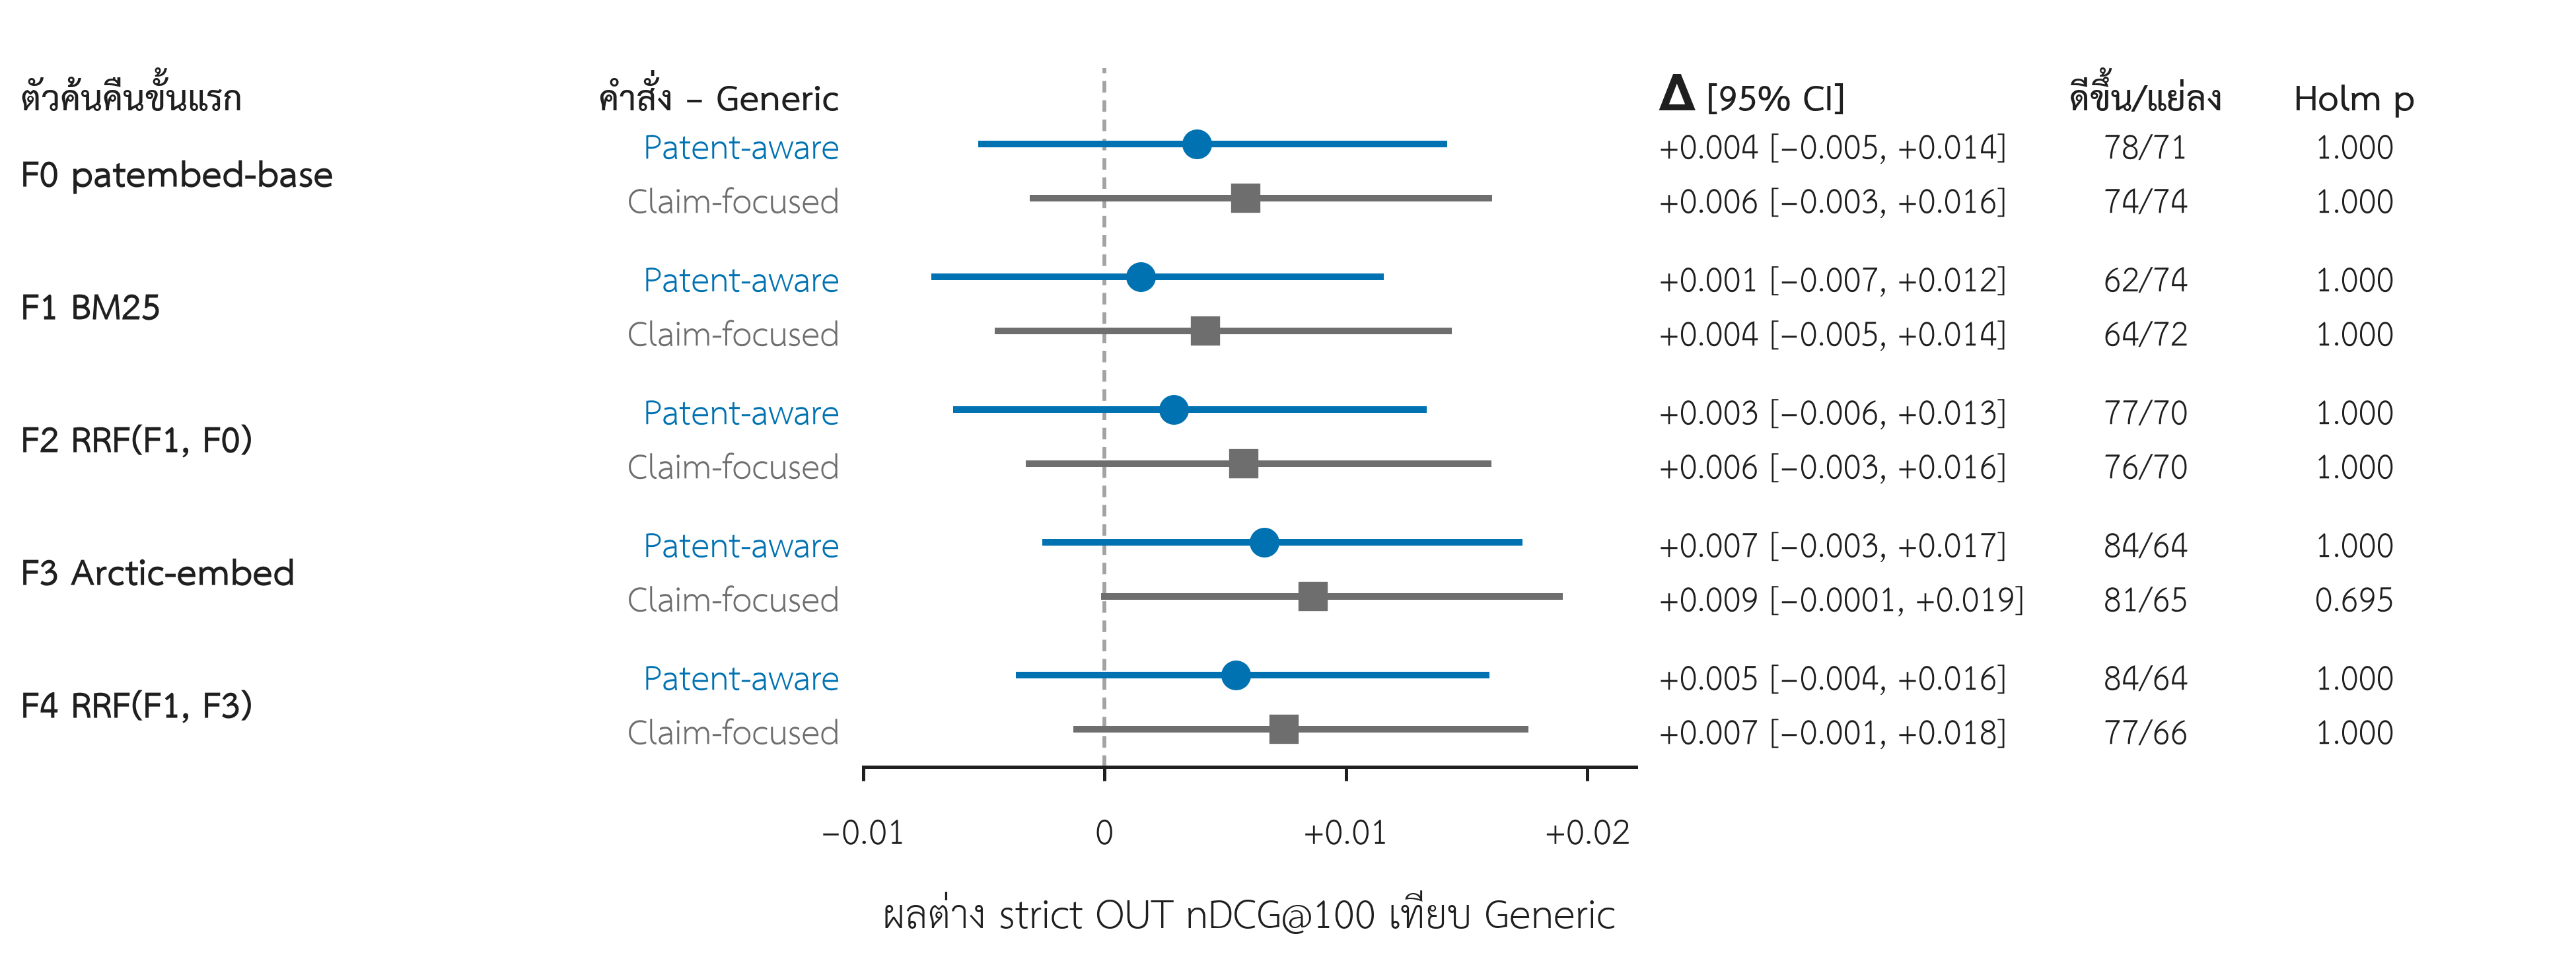 ตัวค้นคืนขั้นแรก คำสั่ง – Generic Δ [95% CI] ดีขึ้น/แย่ลง Holm p
F0 patembed-base
Patent-aware +0.004 [−0.005, +0.014] 78/71 1.000
Claim-focused +0.006 [−0.003, +0.016] 74/74 1.000
F1 BM25
Patent-aware +0.001 [−0.007, +0.012] 62/74 1.000
Claim-focused +0.004 [−0.005, +0.014] 64/72 1.000
F2 RRF(F1, F0)
Patent-aware +0.003 [−0.006, +0.013] 77/70 1.000
Claim-focused +0.006 [−0.003, +0.016] 76/70 1.000
F3 Arctic-embed
Patent-aware +0.007 [−0.003, +0.017] 84/64 1.000
Claim-focused +0.009 [−0.0001, +0.019] 81/65 0.695
F4 RRF(F1, F3)
Patent-aware +0.005 [−0.004, +0.016] 84/64 1.000
Claim-focused +0.007 [−0.001, +0.018] 77/66 1.000
−0.01 0 +0.01 +0.02
ผลต่าง strict OUT nDCG@100 เทียบ Generic